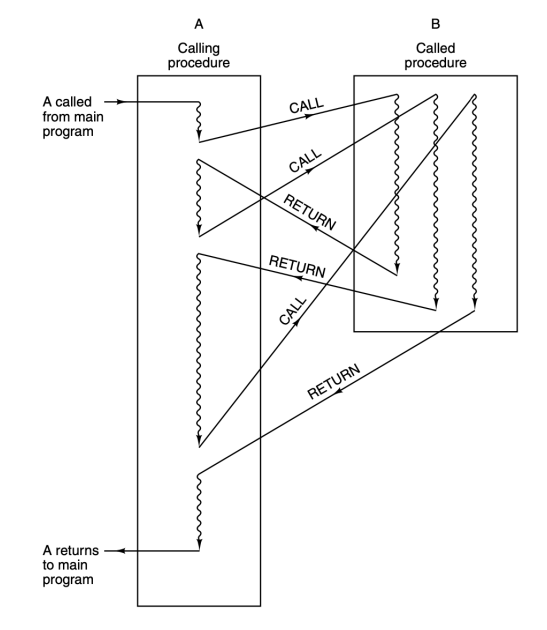 A
Calling
procedure
B
Called
procedure
A called
from main
program
CALL
CALL
RETURN
RETURN
CALL
RETURN
A returns
to main
program